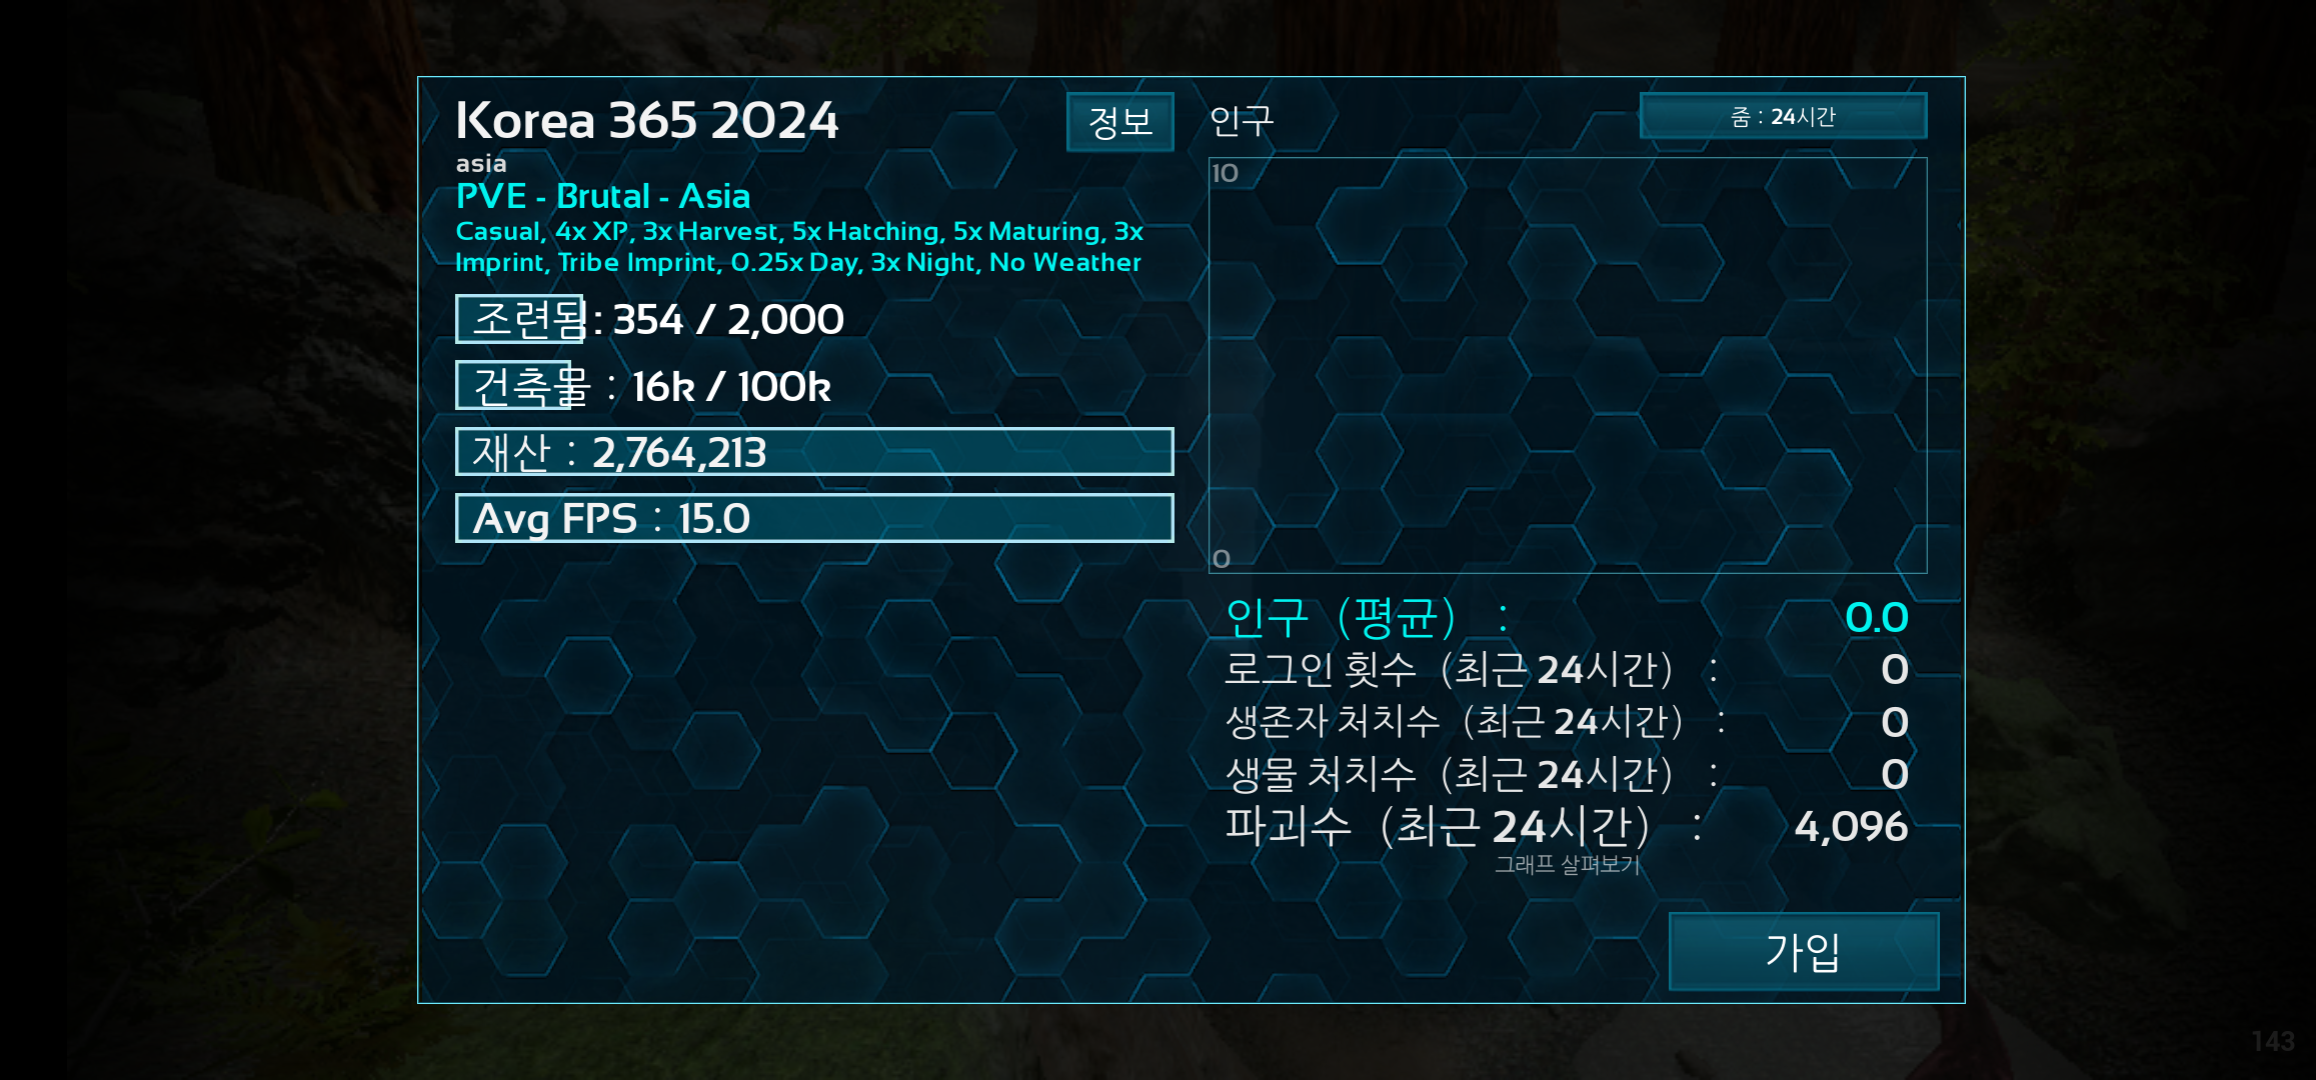 Korea 365 2024
정보
asia
PVE - Brutal - Asia
Casual, 4x XP, 3x Harvest, 5x Hatching, 5x Maturing, 3x
Imprint, Tribe Imprint, 0.25x Day, 3x Night, No Weather
조련됨: 354 / 2,000
건축물 : 16k / 100k
재산 : 2,764,213
Avg FPS : 15.0
인구
줌 : 24시간
10
0
인구 (평균) : 0.0
로그인 횟수 (최근 24시간) : 0
생존자 처치수 (최근 24시간) : 0
생물 처치수 (최근 24시간) : 0
파괴수 (최근 24시간) : 4,096
그래프 살펴보기
가입
143